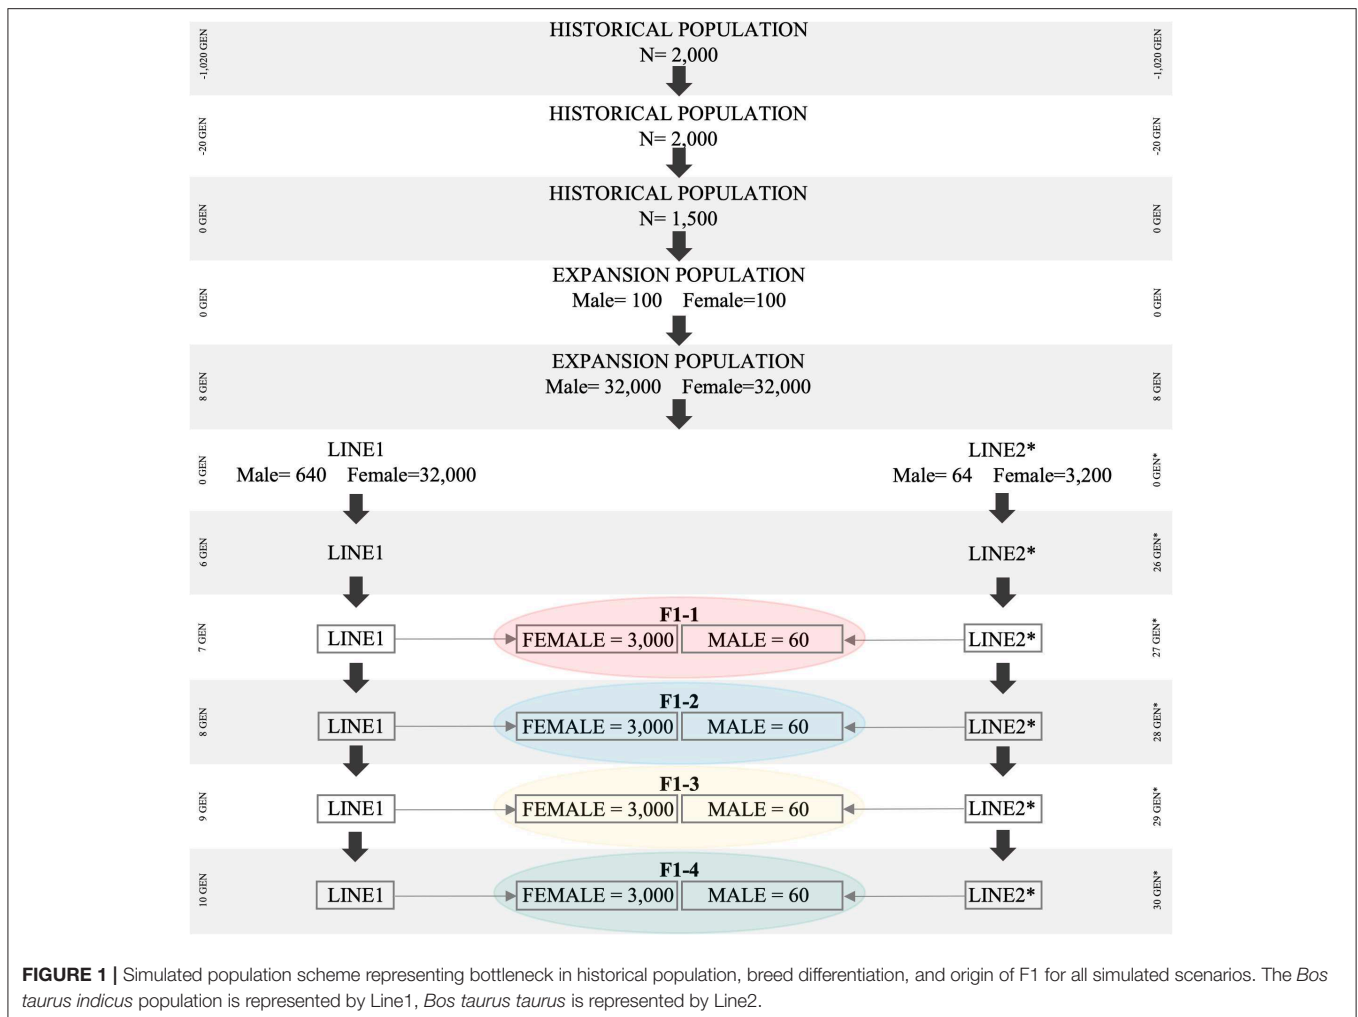 -1,020 GEN
HISTORICAL POPULATION
N= 2,000
-1,020 GEN
-20 GEN
HISTORICAL POPULATION
N= 2,000
-20 GEN
0 GEN
HISTORICAL POPULATION
N= 1,500
0 GEN
0 GEN
EXPANSION POPULATION
Male= 100 Female=100
0 GEN
8 GEN
EXPANSION POPULATION
Male= 32,000 Female=32,000
8 GEN
0 GEN
LINE1
Male= 640 Female=32,000
LINE2*
Male= 64 Female=3,200
0 GEN*
6 GEN
LINE1
LINE2*
26 GEN*
7 GEN
LINE1
F1-1
FEMALE = 3,000 MALE = 60
LINE2*
27 GEN*
8 GEN
LINE1
F1-2
FEMALE = 3,000 MALE = 60
LINE2*
28 GEN*
9 GEN
LINE1
F1-3
FEMALE = 3,000 MALE = 60
LINE2*
29 GEN*
10 GEN
LINE1
F1-4
FEMALE = 3,000 MALE = 60
LINE2*
30 GEN*
FIGURE 1 | Simulated population scheme representing bottleneck in historical population, breed differentiation, and origin of F1 for all simulated scenarios. The Bos
taurus indicus population is represented by Line1, Bos taurus taurus is represented by Line2.